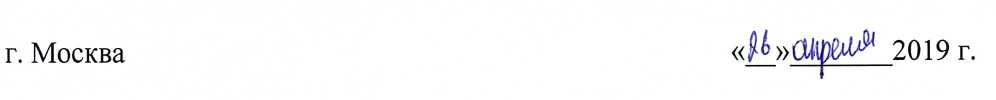 г. Москва «26» апреля 2019 г.